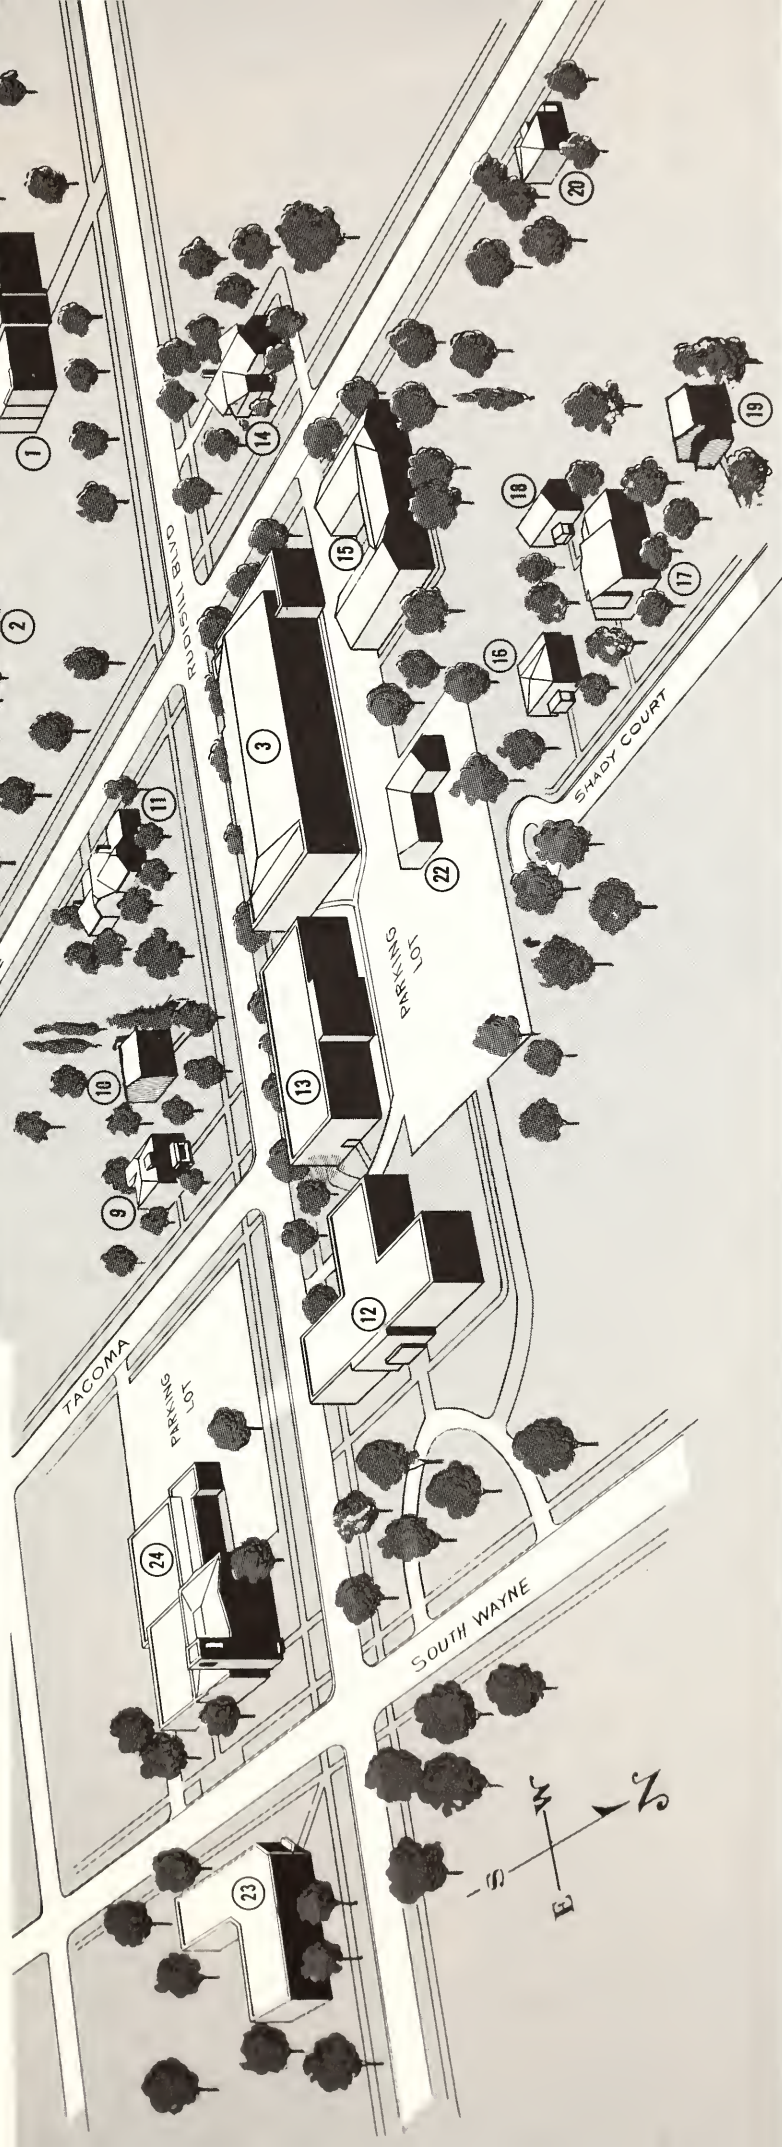 1
2
RUDISILL BLVD
20
14
19
15
18
3
17
16
11
SHADY COURT
22
10
PARKING
LOT
13
9
12
TACOMA
PARKING
LOT
24
SOUTH WAYNE
23
S
W
E
N